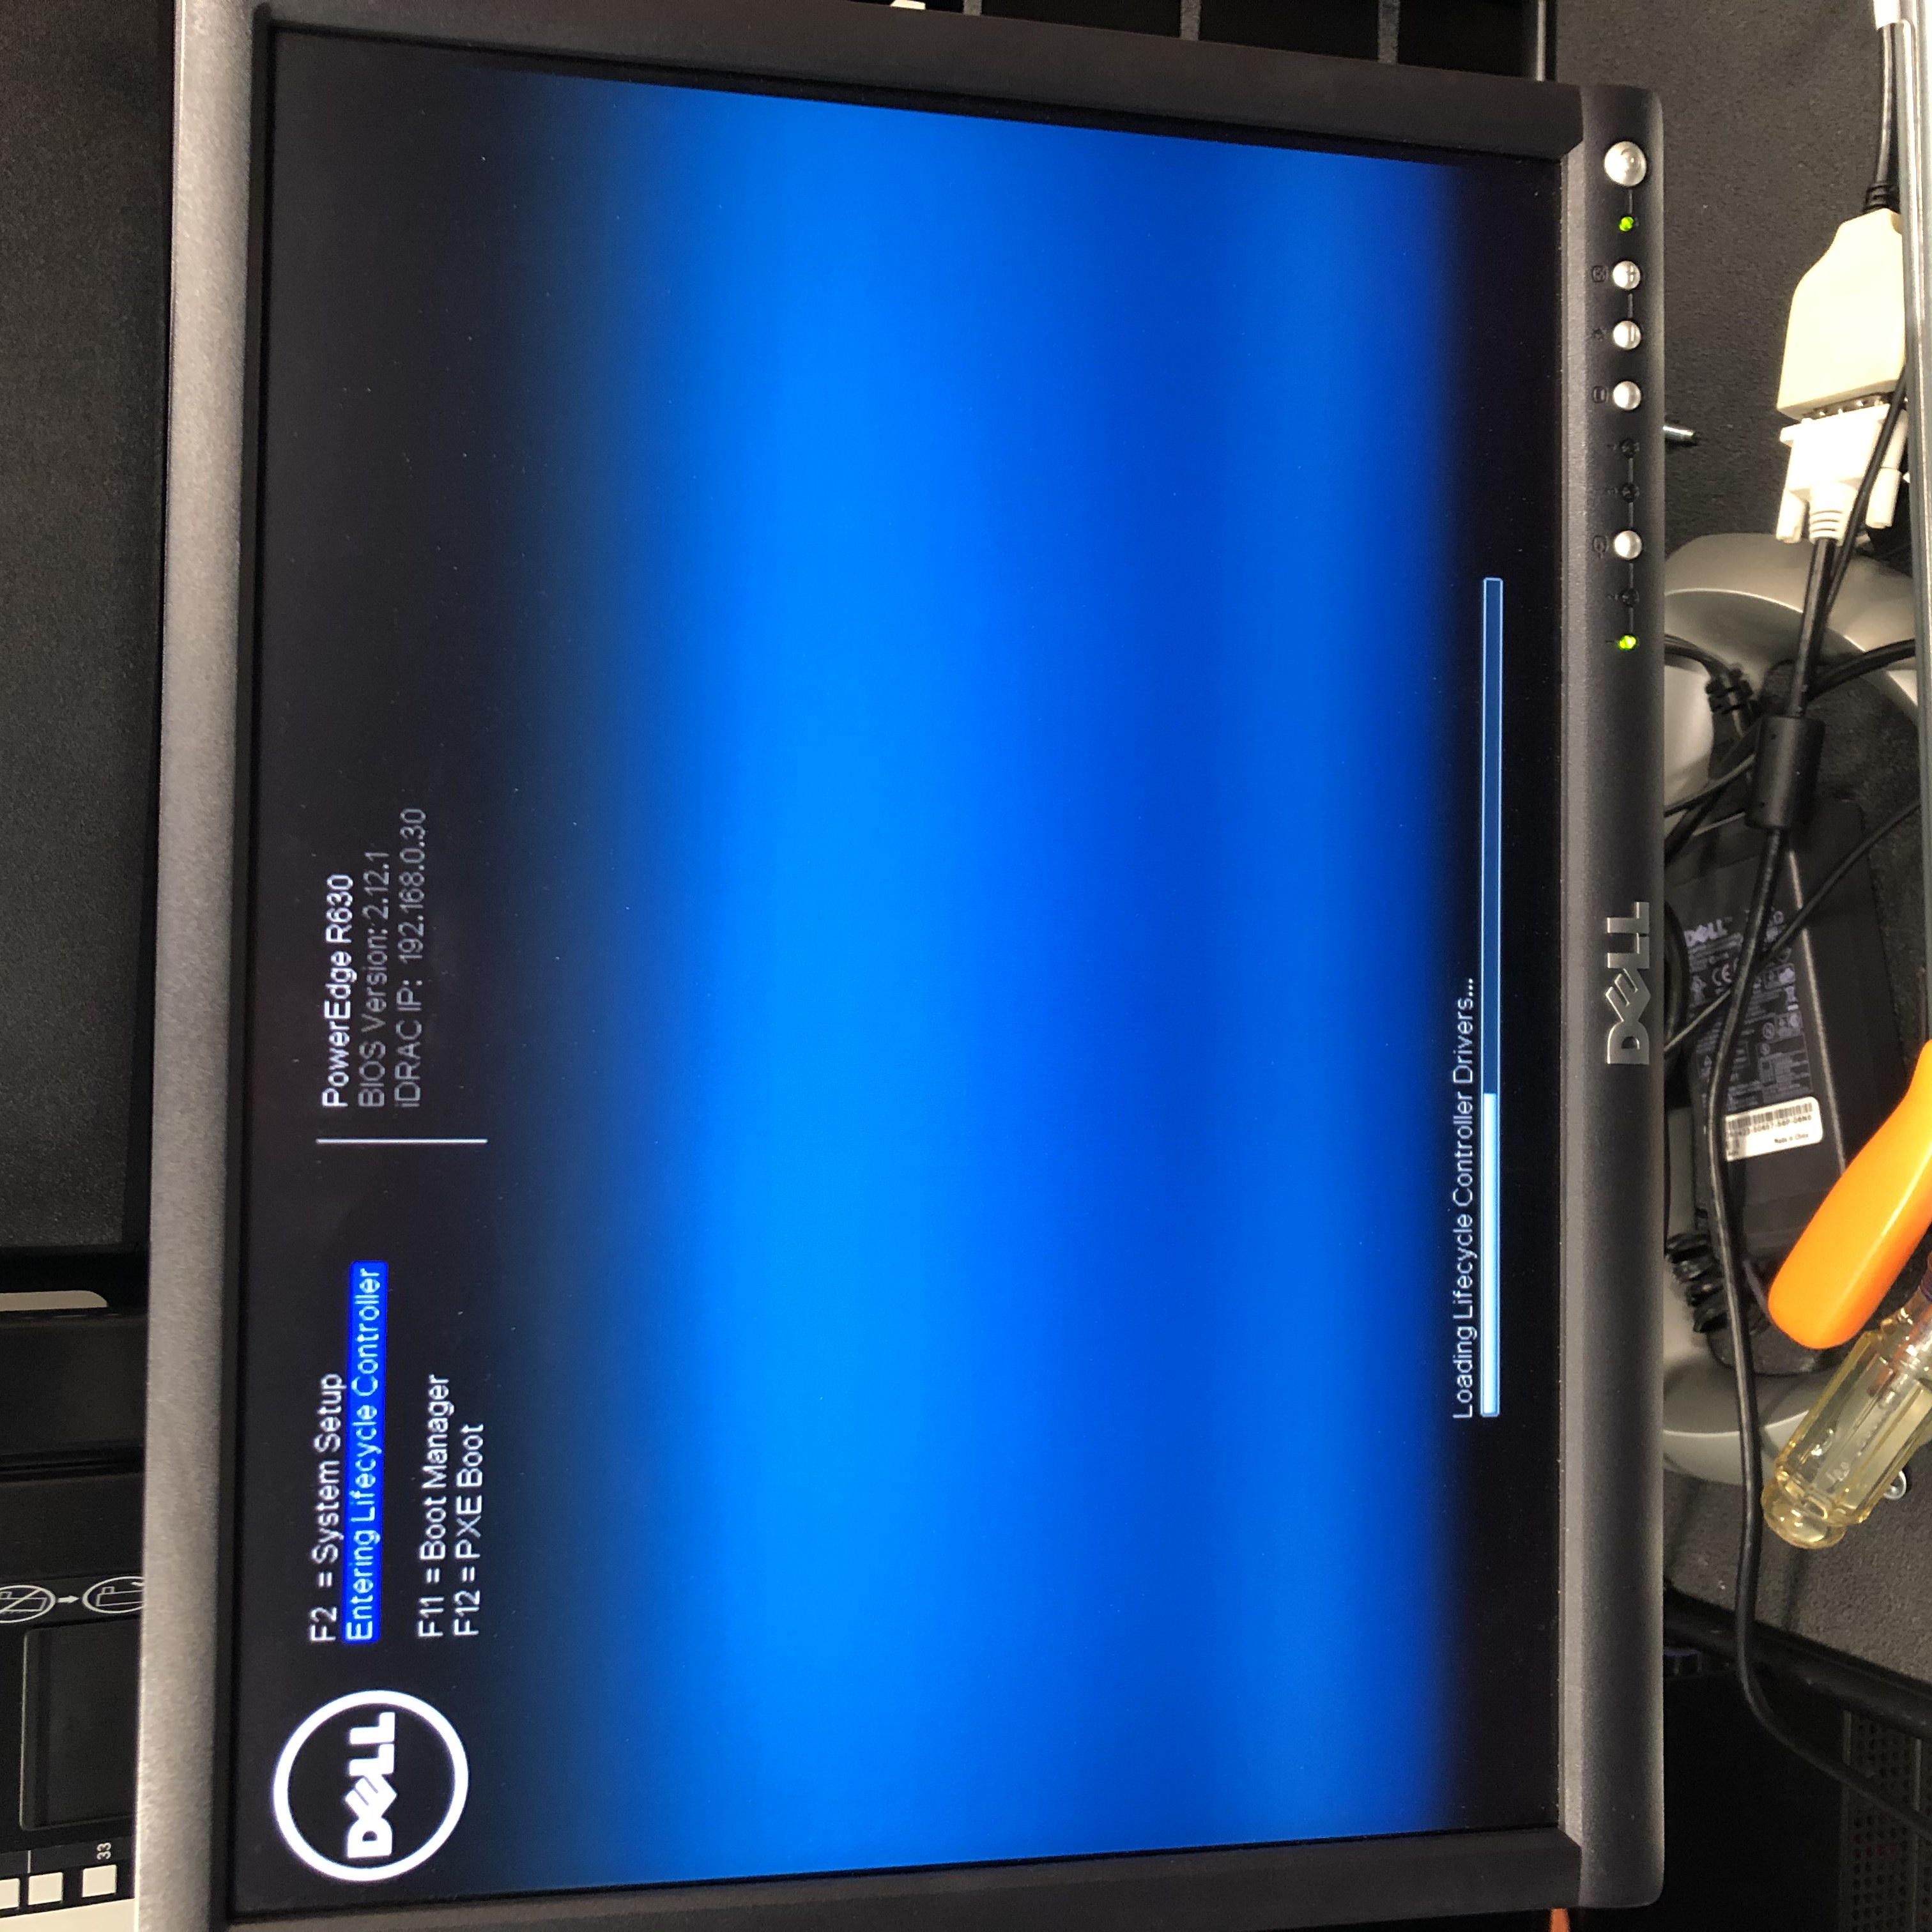 33
DELL
F2 = System Setup
Entering Lifecycle Controller
F11 = Boot Manager
F12 = PXE Boot
PowerEdge R630
BIOS Version: 2.12.1
iDRAC IP: 192.168.0.30
Loading Lifecycle Controller Drivers...
DELL
DELL